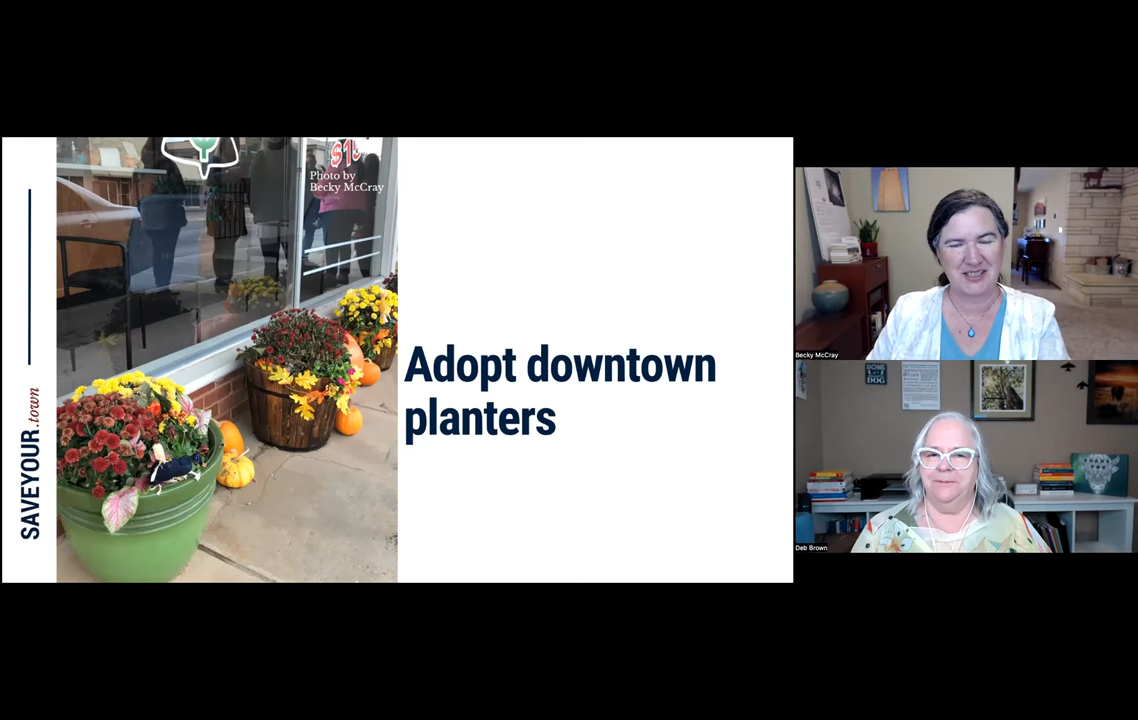 SAVEYOUR.town
Photo by
Becky McCray
Adopt downtown
planters
Becky McCray
Deb Brown